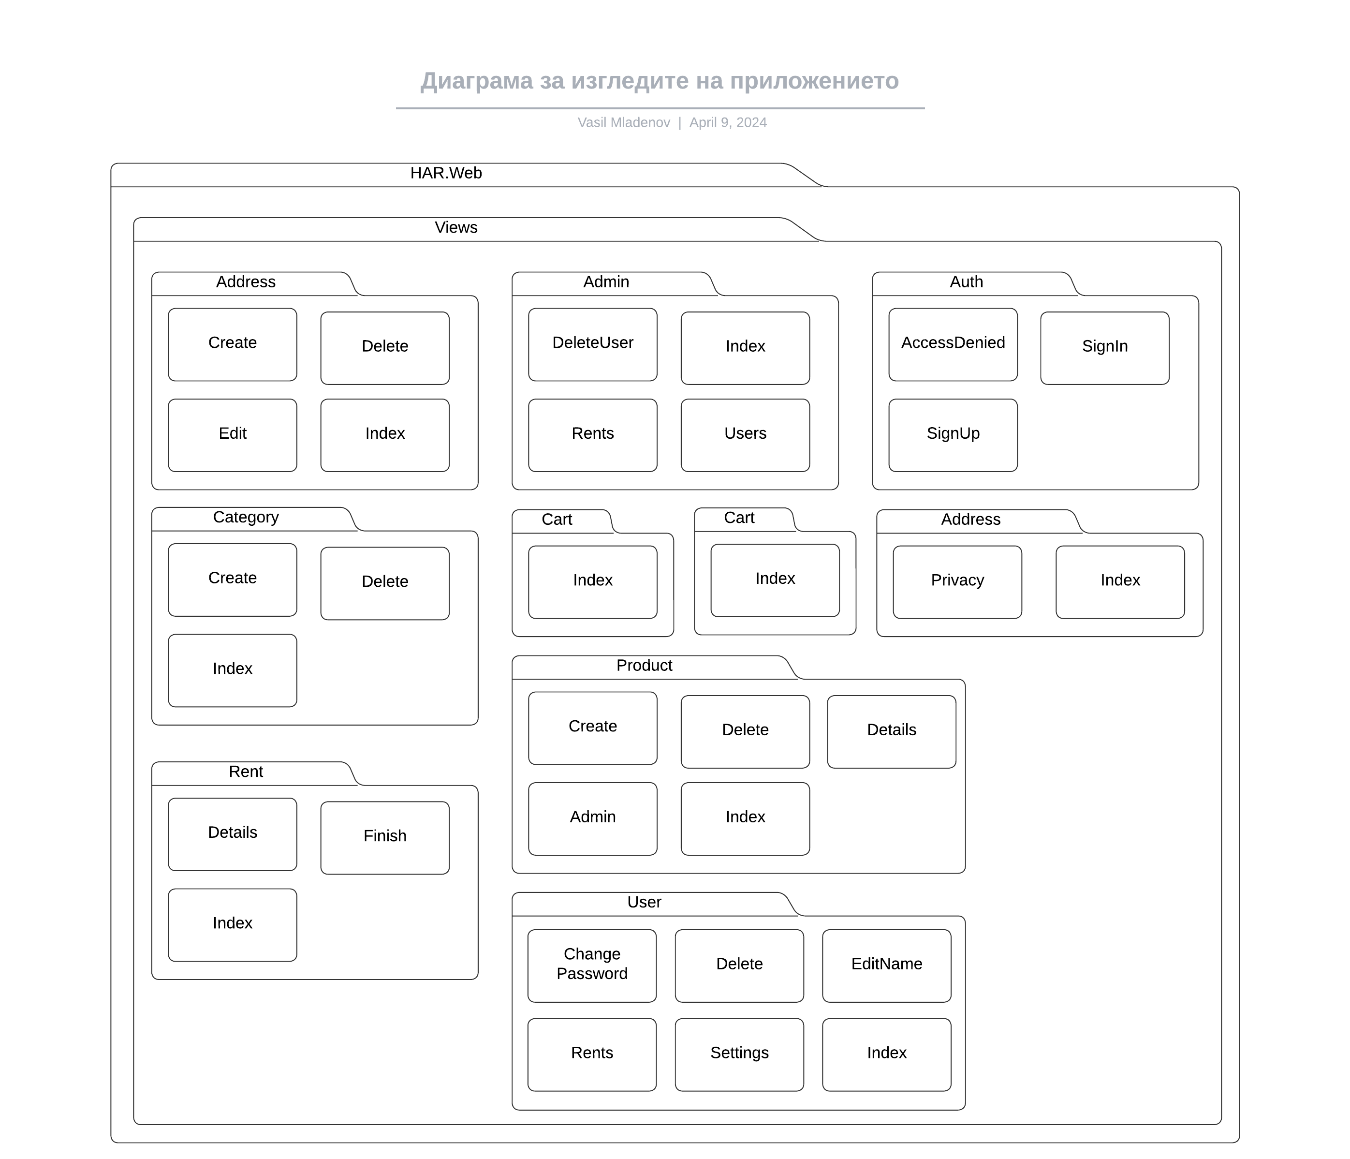 Диаграма за изгледите на приложението
Vasil Mladenov | April 9, 2024
HAR.Web
Views
Address
Create
Delete
Edit
Index
Admin
DeleteUser
Index
Rents
Users
Auth
AccessDenied
SignIn
SignUp
Category
Create
Delete
Index
Cart
Index
Cart
Index
Address
Privacy
Index
Product
Create
Delete
Details
Admin
Index
Rent
Details
Finish
Index
User
Change
Password
Delete
EditName
Rents
Settings
Index